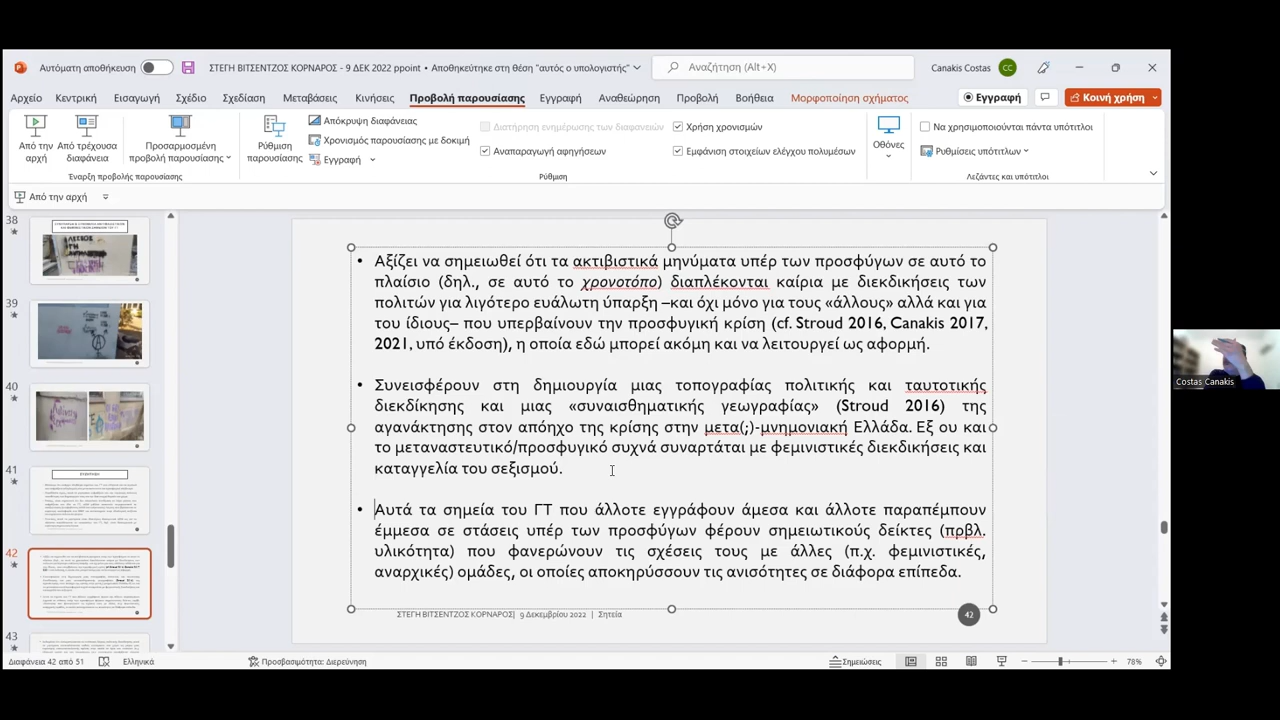 Αυτόματη αποθήκευση
ΣΤΕΓΗ ΒΙΤΣΕΝΤΖΟΣ ΚΟΡΝΑΡΟΣ - 9 ΔΕΚ 2022 ppoint • Αποθηκεύτηκε στη θέση "αυτός ο υπολογιστής"
Αναζήτηση (Alt+X)
Canakis Costas CC
Αρχείο Κεντρική Εισαγωγή Σχέδιο Σχεδίαση Μεταβάσεις Κινήσεις Προβολή παρουσίασης Εγγραφή Αναθεώρηση Προβολή Βοήθεια Μορφοποίηση σχήματος
Εγγραφή
Κοινή χρήση
Από την αρχή
Από τρέχουσα διαφάνεια
Προσαρμοσμένη προβολή παρουσίασης
Έναρξη προβολής παρουσίασης
Ρύθμιση παρουσίασης
Απόκρυψη διαφάνειας
Χρονισμός παρουσίασης με δοκιμή
Εγγραφή
Διατήρηση ενημέρωσης των διαφανειών
Αναπαραγωγή αφηγήσεων
Χρήση χρονισμών
Εμφάνιση στοιχείων ελέγχου πολυμέσων
Ρύθμιση
Οθόνες
Να χρησιμοποιούνται πάντα υπότιτλοι
Ρυθμίσεις υπότιτλων
Λεζάντες και υπότιτλοι
Από την αρχή
38
39
40
41
42
43
• Αξίζει να σημειωθεί ότι τα ακτιβιστικά μηνύματα υπέρ των προσφύγων σε αυτό το
πλαίσιο (δηλ., σε αυτό το χρονοτόπο) διαπλέκονται καίρια με διεκδικήσεις των
πολιτών για λιγότερο ευάλωτη ύπαρξη –και όχι μόνο για τους «άλλους» αλλά και για
του ίδιους– που υπερβαίνουν την προσφυγική κρίση (cf. Stroud 2016, Canakis 2017,
2021, υπό έκδοση), η οποία εδώ μπορεί ακόμη και να λειτουργεί ως αφορμή.
• Συνεισφέρουν στη δημιουργία μιας τοπογραφίας πολιτικής και ταυτοτικής
διεκδίκησης και μιας «συναισθηματικής γεωγραφίας» (Stroud 2016) της
αγανάκτησης στον απόηχο της κρίσης στην μετα(;)-μνημονιακή Ελλάδα. Εξ ου και
το μεταναστευτικό/προσφυγικό συχνά συναρτάται με φεμινιστικές διεκδικήσεις και
καταγγελία του σεξισμού.
• Αυτά τα σημεία του ΓΤ που άλλοτε εγγράφουν άμεσα και άλλοτε παραπέμπουν
έμμεσα σε στάσεις υπέρ των προσφύγων φέρουν σημειωτικούς δείκτες (πρβλ.
υλικότητα) που φανερώνουν τις σχέσεις τους με άλλες (π.χ. φεμινιστικές,
αναρχικές) ομάδες, οι οποίες αποκηρύσσουν τις ανισότητες σε διάφορα επίπεδα.
ΣΤΕΓΗ ΒΙΤΣΕΝΤΖΟΣ ΚΟΡΝΑΡΟΣ| 9 Δεκεμβρίου 2022 | Σητεία
42
Costas Canakis
Διαφάνεια 42 από 51
Ελληνικά
Προσβασιμότητα: Διερεύνηση
Σημειώσεις
78%